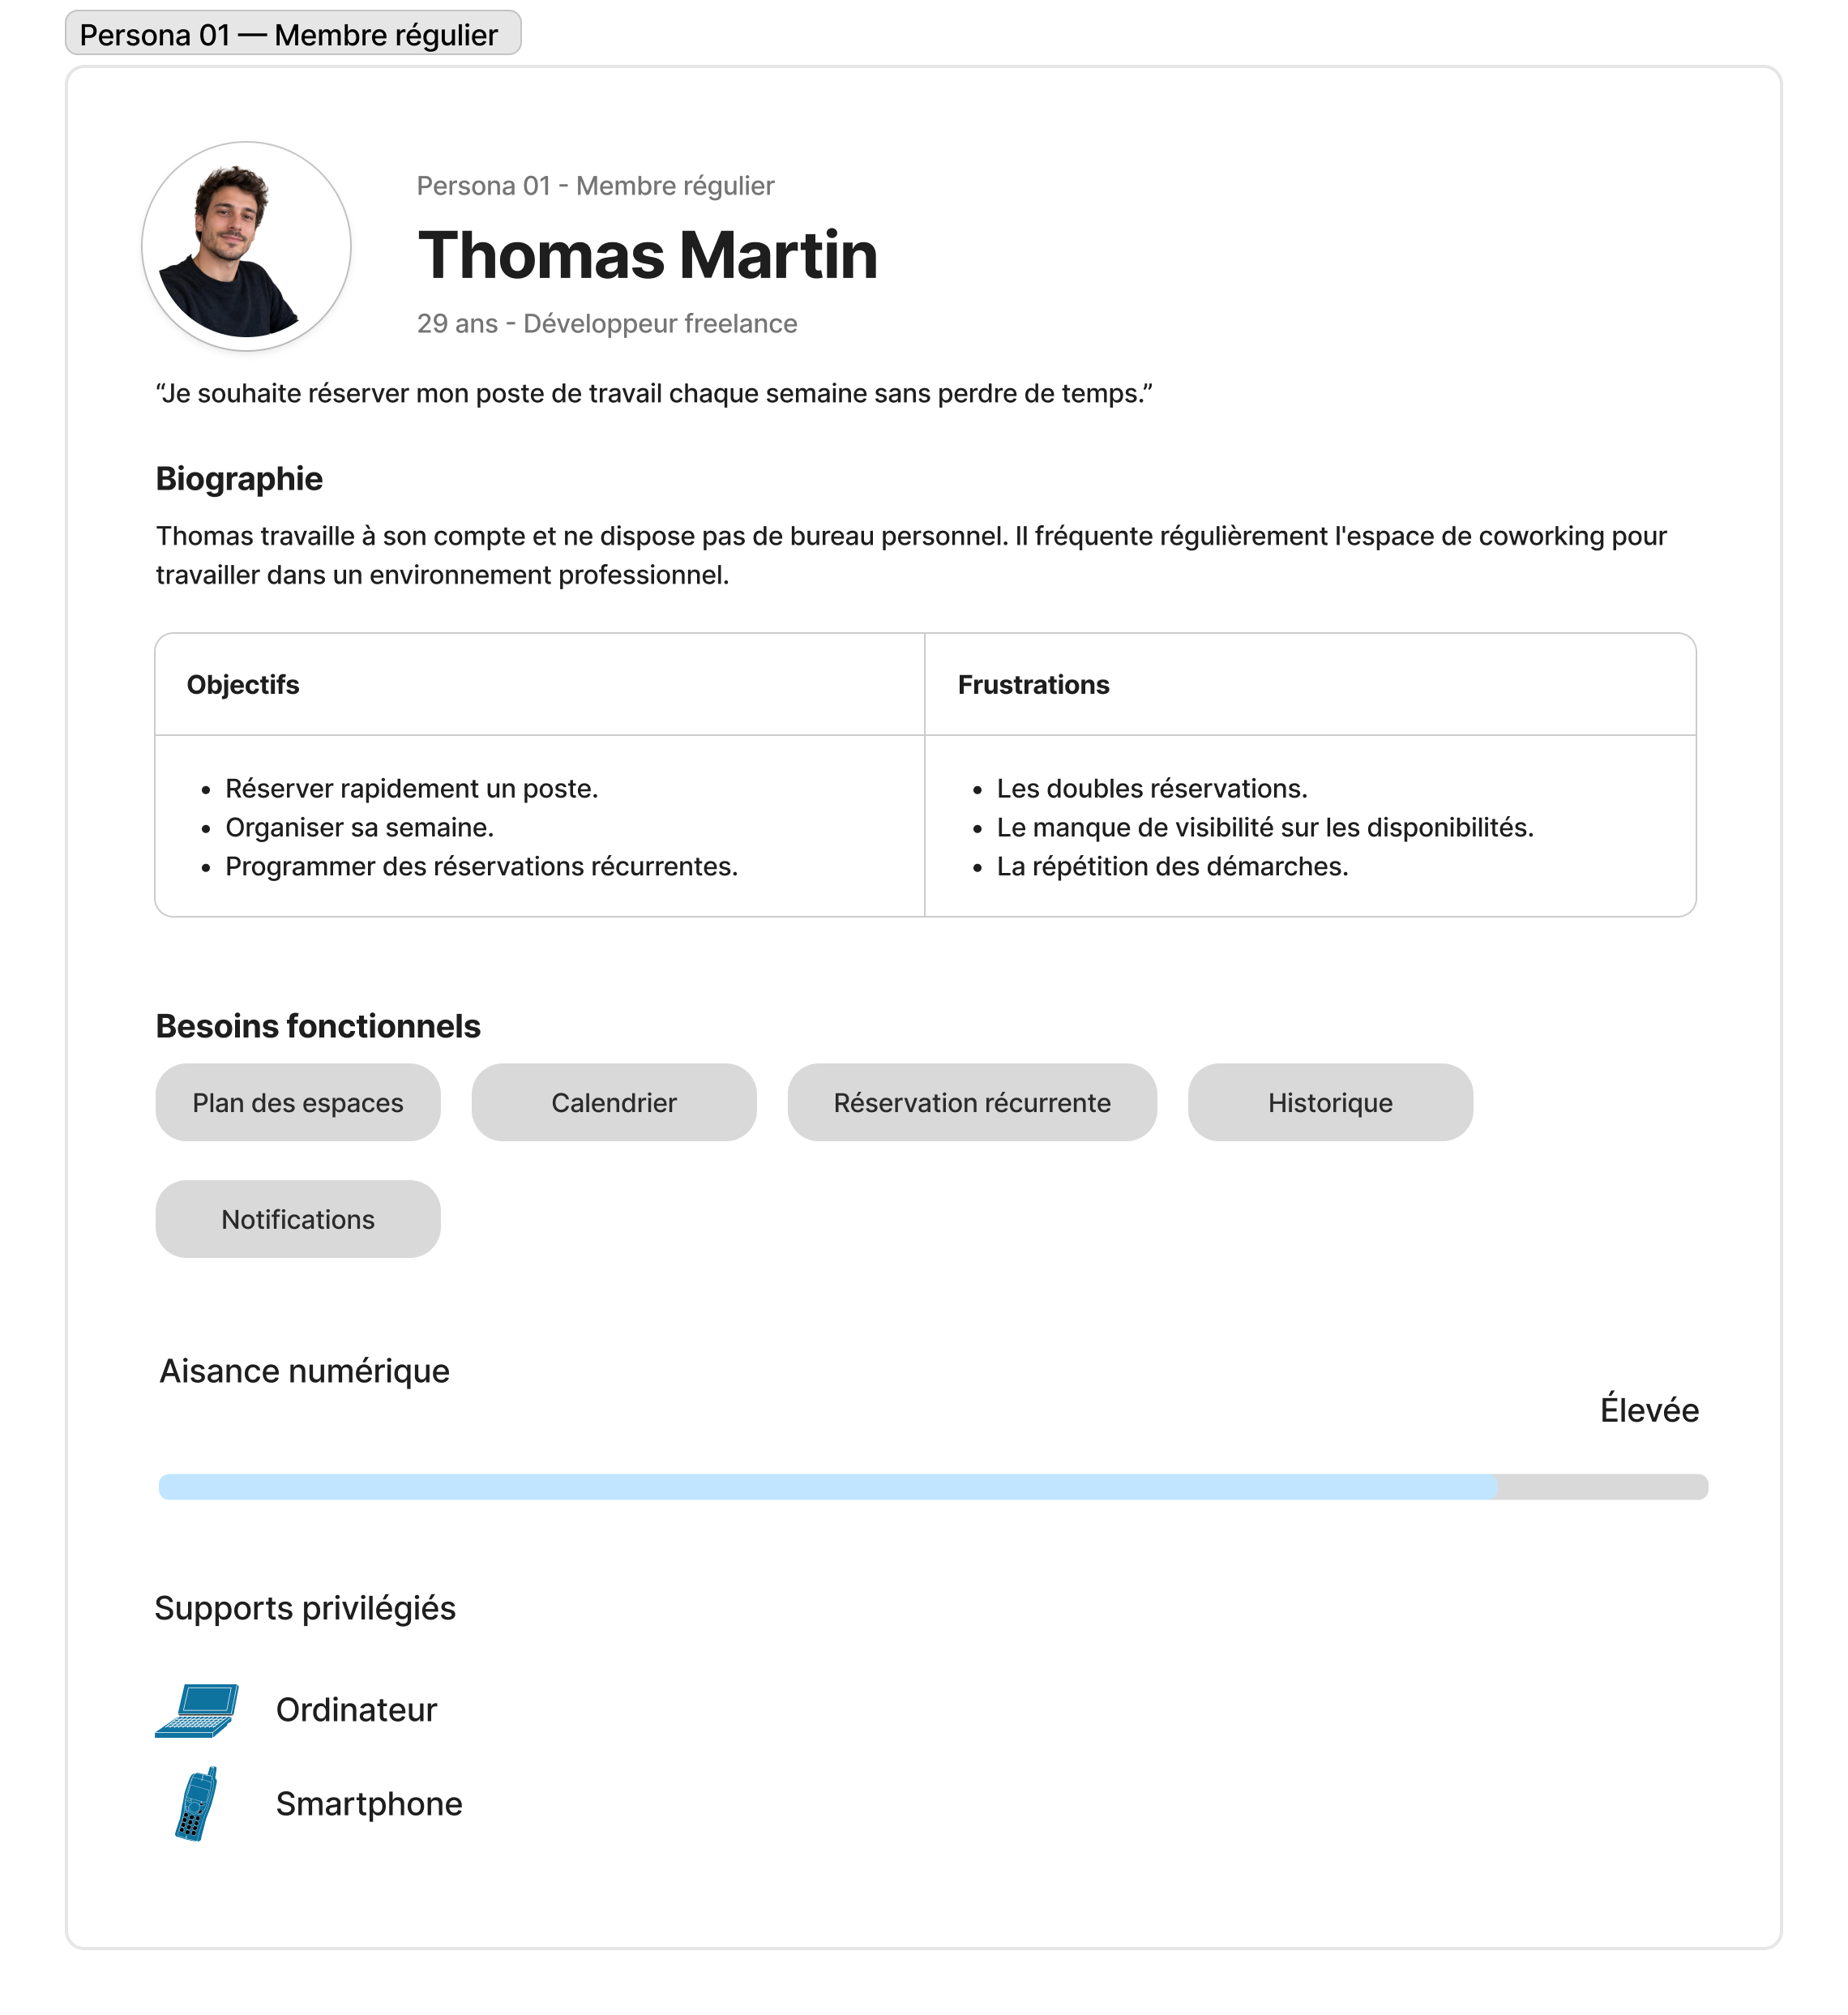 Persona 01 — Membre régulier
Persona 01 - Membre régulier
Thomas Martin
29 ans - Développeur freelance
“Je souhaite réserver mon poste de travail chaque semaine sans perdre de temps.”
Biographie
Thomas travaille à son compte et ne dispose pas de bureau personnel. Il fréquente régulièrement l'espace de coworking pour
travailler dans un environnement professionnel.
Objectifs
Frustrations
• Réserver rapidement un poste.
• Organiser sa semaine.
• Programmer des réservations récurrentes.
• Les doubles réservations.
• Le manque de visibilité sur les disponibilités.
• La répétition des démarches.
Besoins fonctionnels
Plan des espaces
Calendrier
Réservation récurrente
Historique
Notifications
Aisance numérique
Élevée
Supports privilégiés
Ordinateur
Smartphone